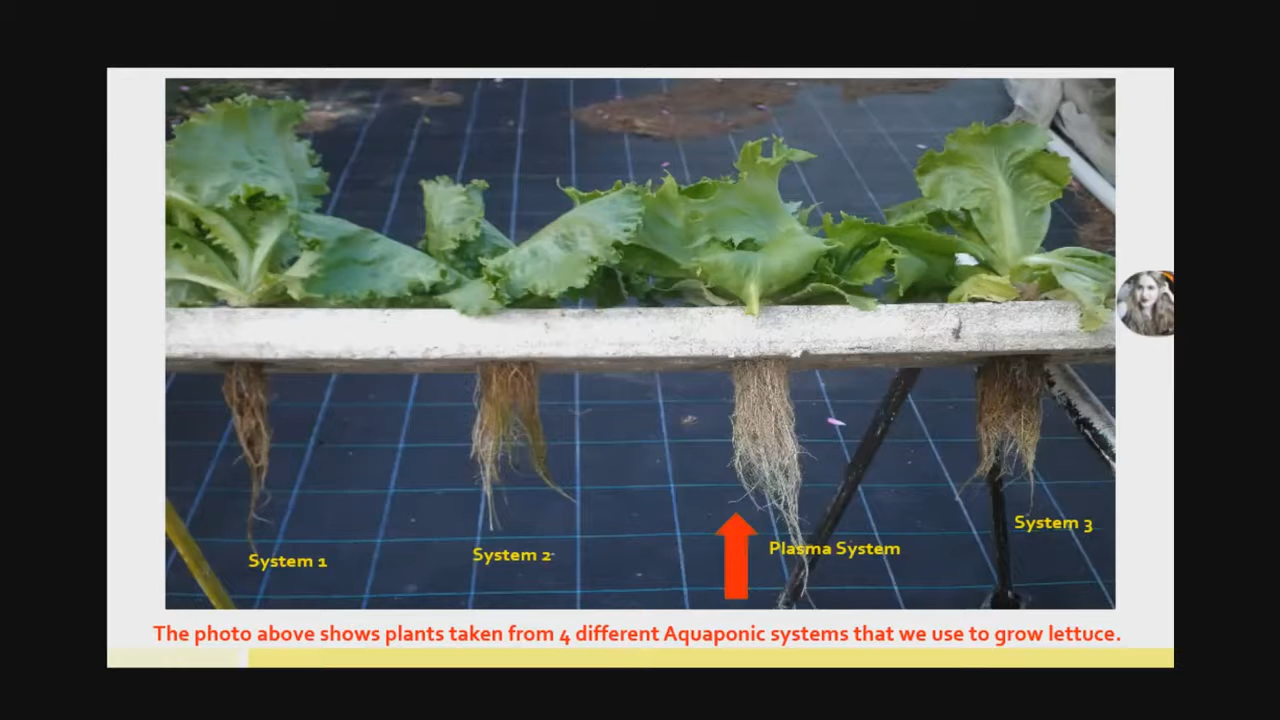 System 1
System 2
Plasma System
System 3
The photo above shows plants taken from 4 different Aquaponic systems that we use to grow lettuce.